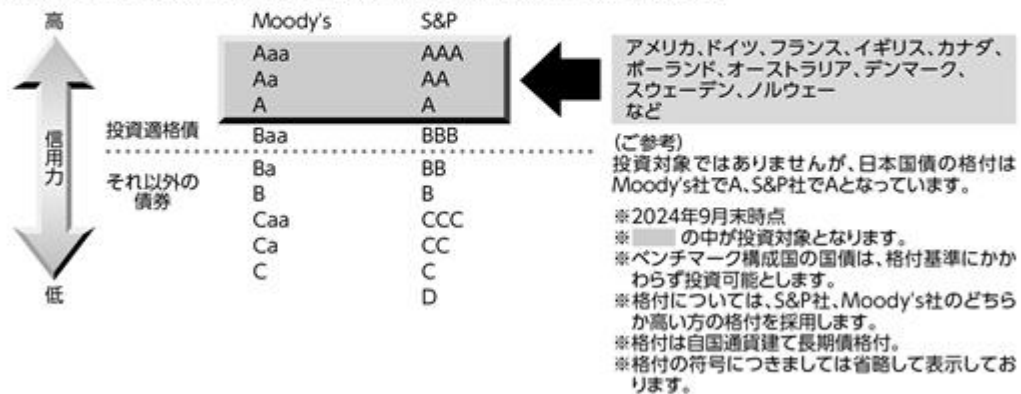 高
Moody's S&P
Aaa AAA
Aa AA
A A
投資適格債 Baa BBB
Ba BB
それ以外の
債券
B B
Caa CCC
Ca CC
C C
D
信用力
低
アメリカ、ドイツ、フランス、イギリス、カナダ、
ポーランド、オーストラリア、デンマーク、
スウェーデン、ノルウェー
など
(ご参考)
投資対象ではありませんが、日本国債の格付は
Moody's社でA、S&P社でAとなっています。
※2024年9月末時点
※ の中が投資対象となります。
※ベンチマーク構成国の国債は、格付基準にかか
わらず投資可能とします。
※格付については、S&P社、Moody's社のどちら
か高い方の格付を採用します。
※格付は自国通貨建て長期債格付。
※格付の符号につきましては省略して表示してお
ります。